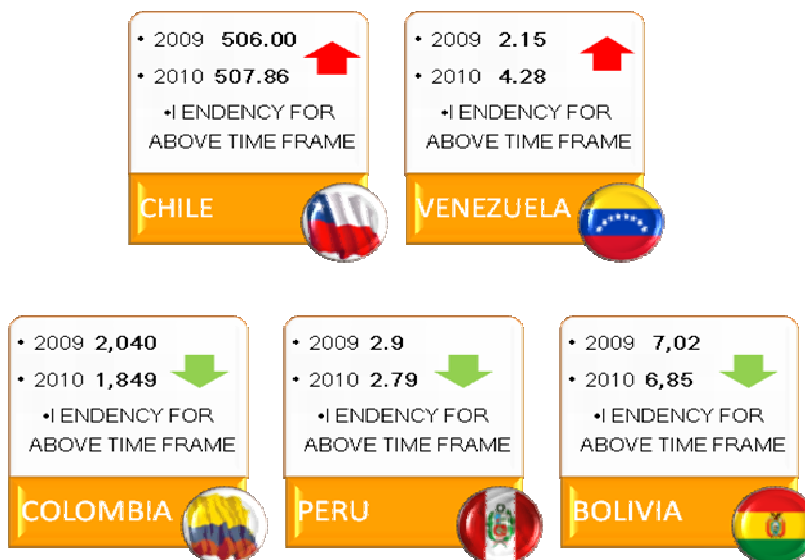 • 2009 506.00
• 2010 507.86
•I ENDENCY FOR
ABOVE TIME FRAME
CHILE
• 2009 2.15
• 2010 4.28
•I ENDENCY FOR
ABOVE TIME FRAME
VENEZUELA
• 2009 2,040
• 2010 1,849
•I ENDENCY FOR
ABOVE TIME FRAME
COLOMBIA
• 2009 2.9
• 2010 2.79
•I ENDENCY FOR
ABOVE TIME FRAME
PERU
• 2009 7,02
• 2010 6,85
•I ENDENCY FOR
ABOVE TIME FRAME
BOLIVIA